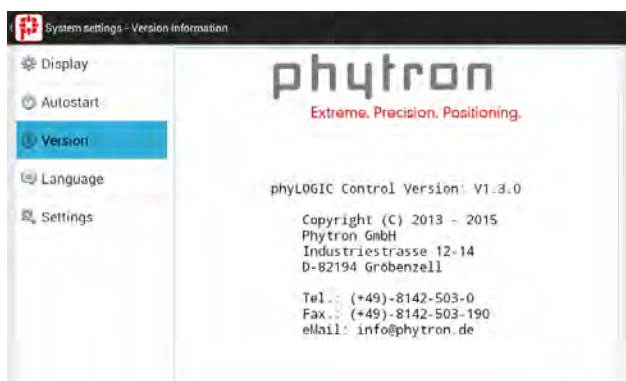 System settings - Version information
Display
Autostart
Version
Language
Settings
phytron
Extreme. Precision. Positioning.
phyLOGIC Control Version: V1.3.0
Copyright (C) 2013 - 2015
Phytron GmbH
Industriestrasse 12-14
D-82194 Gröbenzell
Tel.: (+49)-8142-503-0
Fax.: (+49)-8142-503-190
eMail: info@phytron.de